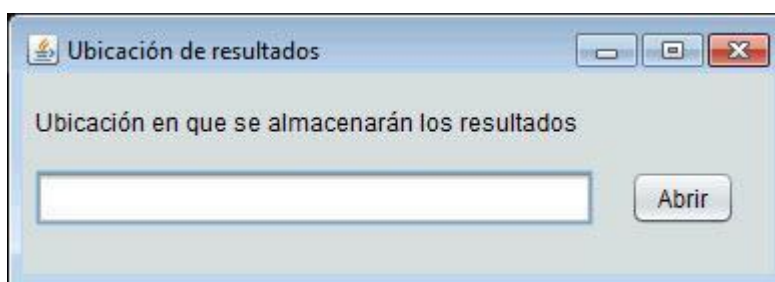 Ubicación de resultados
Ubicación en que se almacenarán los resultados
Abrir